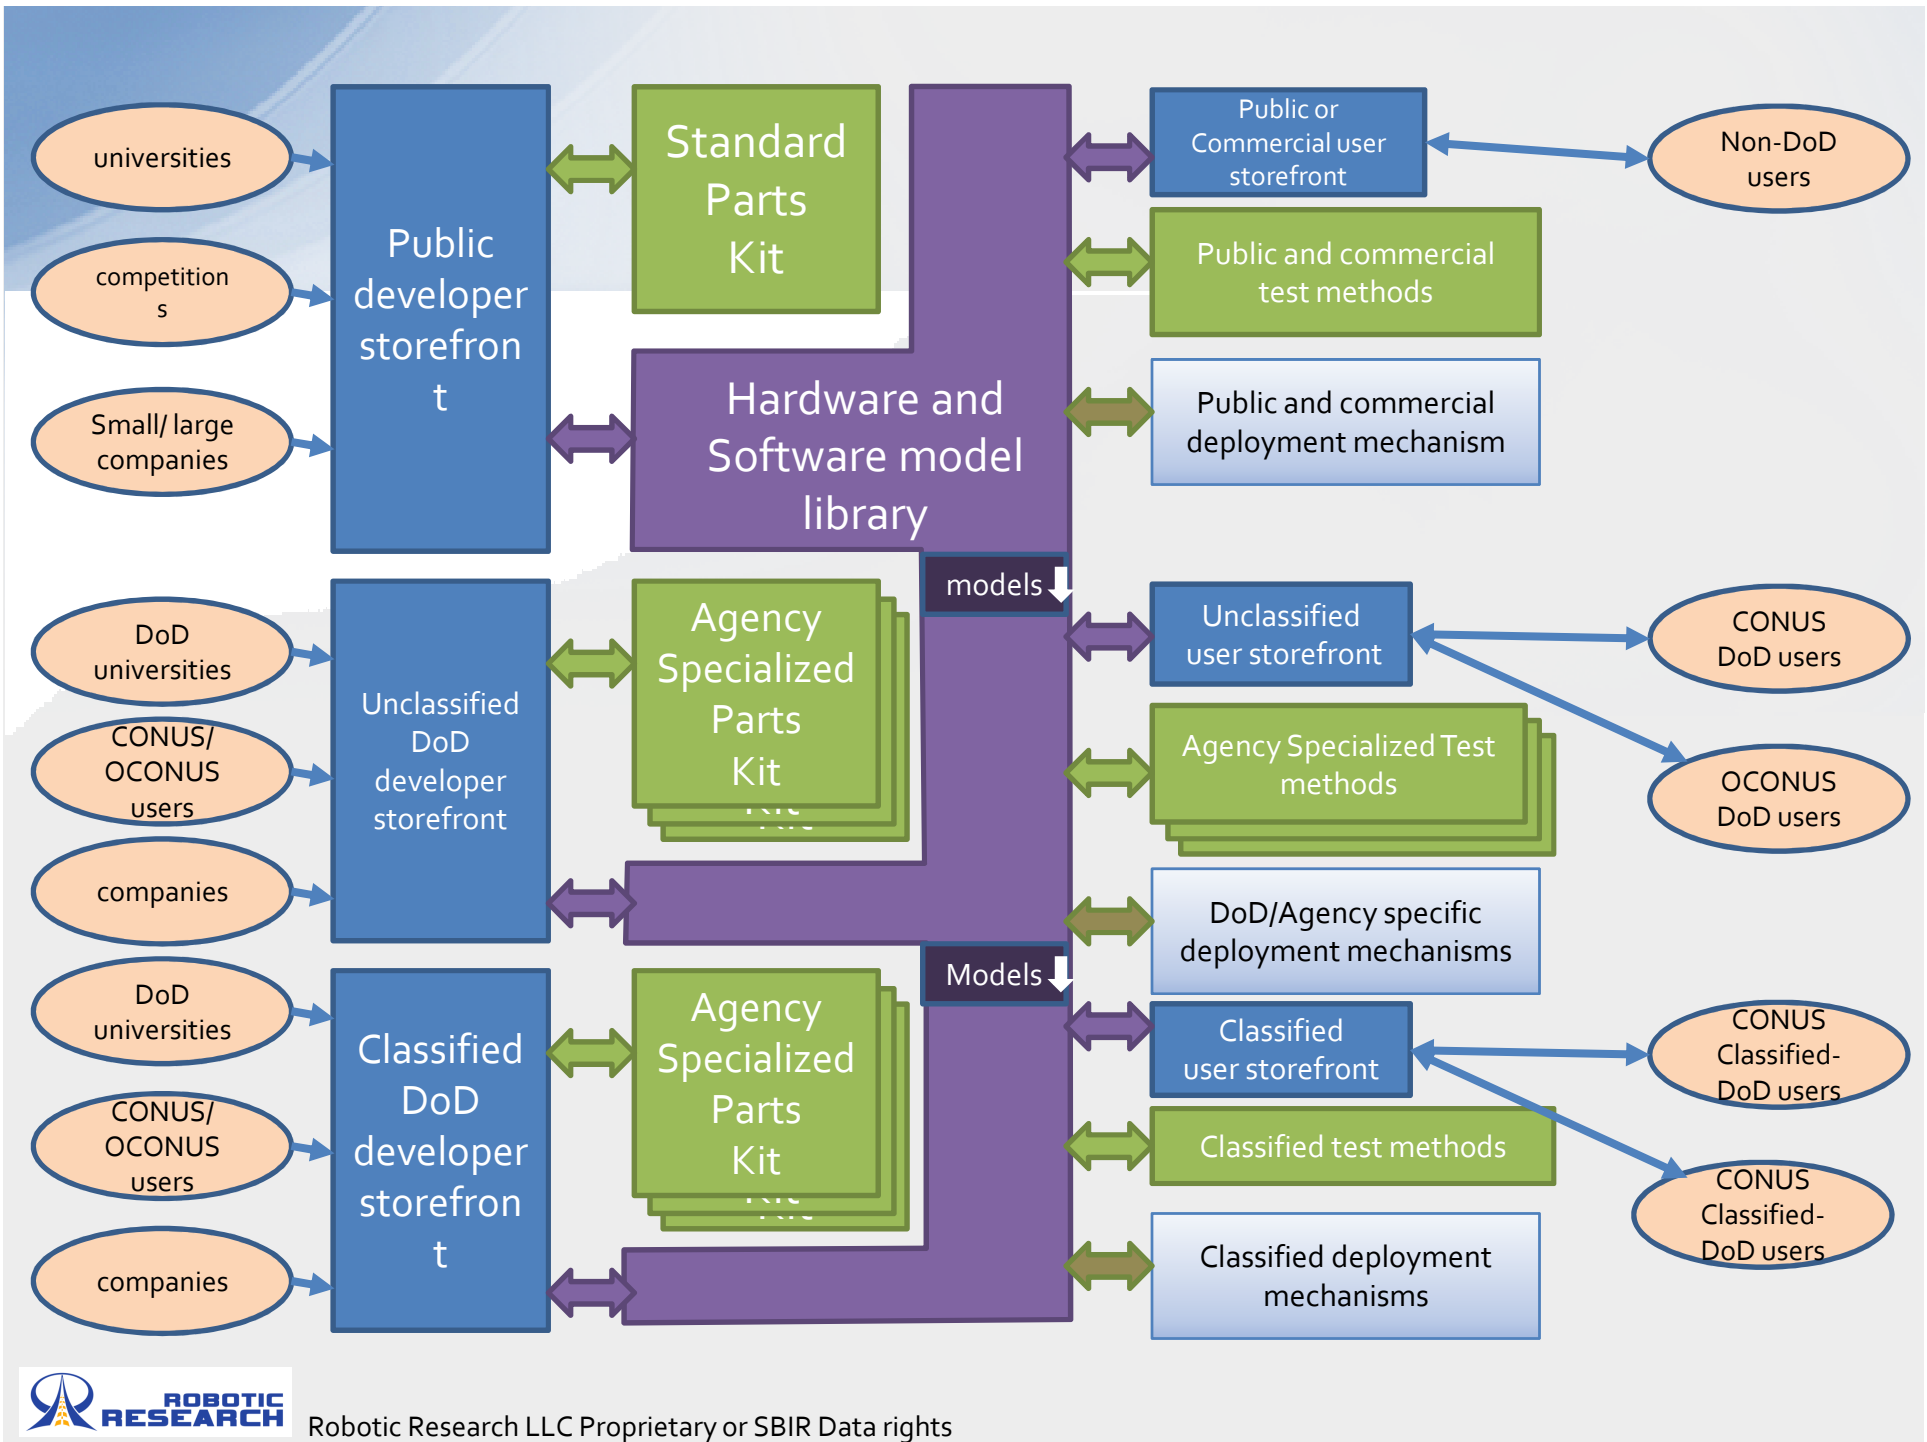 universities
competition
s
Small/ large
companies
Public
developer
storefron
t
Standard
Parts
Kit
Hardware and
Software model
library
Public or
Commercial user
storefront
Non-DoD
users
Public and commercial
test methods
Public and commercial
deployment mechanism
models
DoD
universities
CONUS/
OCONUS
users
companies
Unclassified
DoD
developer
storefront
Agency
Specialized
Parts
Kit
Kit
Kit
Unclassified
user storefront
CONUS
DoD users
OCONUS
DoD users
Agency Specialized Test
methods
DoD/Agency specific
deployment mechanisms
Models
DoD
universities
CONUS/
OCONUS
users
companies
Classified
DoD
developer
storefron
t
Agency
Specialized
Parts
Kit
Kit
Kit
Classified
user storefront
CONUS
Classified-
DoD users
CONUS
Classified-
DoD users
Classified test methods
Classified deployment
mechanisms
ROBOTIC
RESEARCH
Robotic Research LLC Proprietary or SBIR Data rights